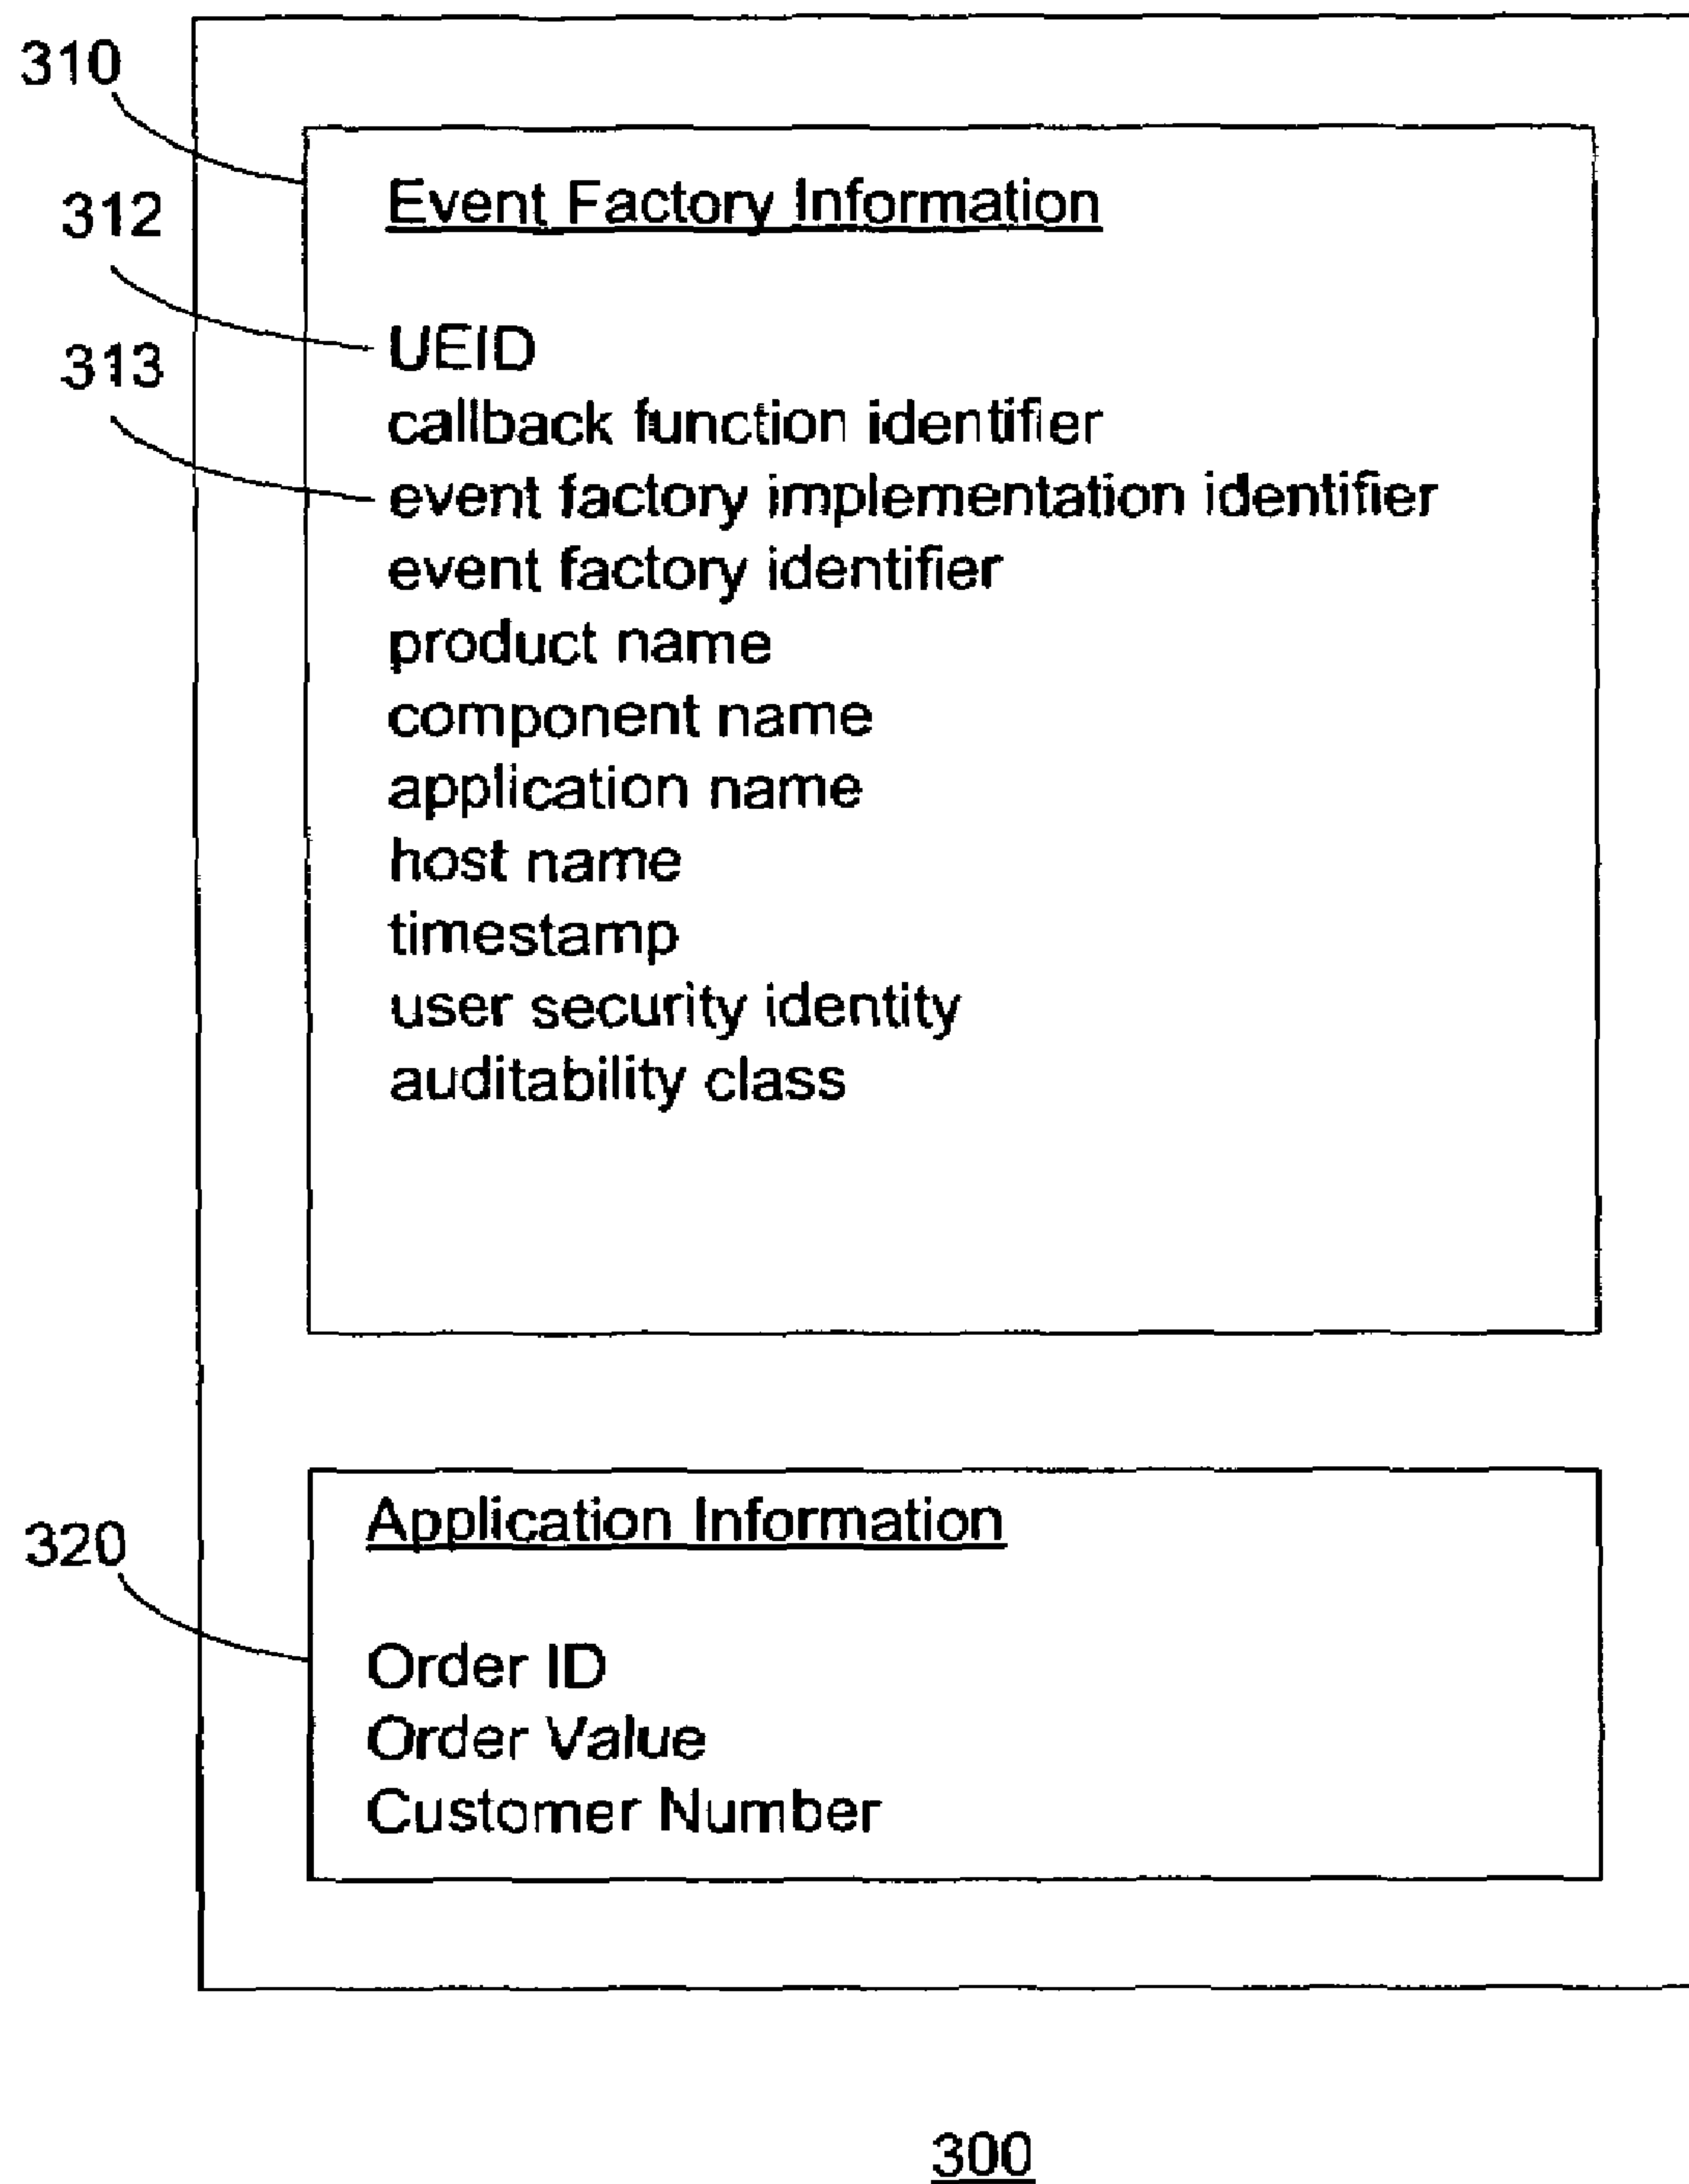 310
Event Factory Information
312
UEID
313
callback function identifier
event factory implementation identifier
event factory identifier
product name
component name
application name
host name
timestamp
user security identity
auditability class
Application Information
320
Order ID
Order Value
Customer Number
300